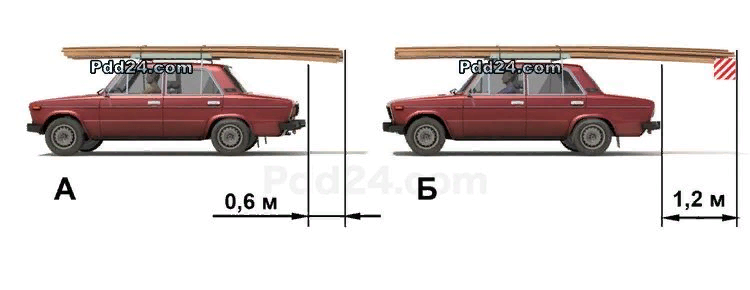 Pdd24.com
Pdd24.com
Pdd24.com
А
Б
0,6 м
1,2 м